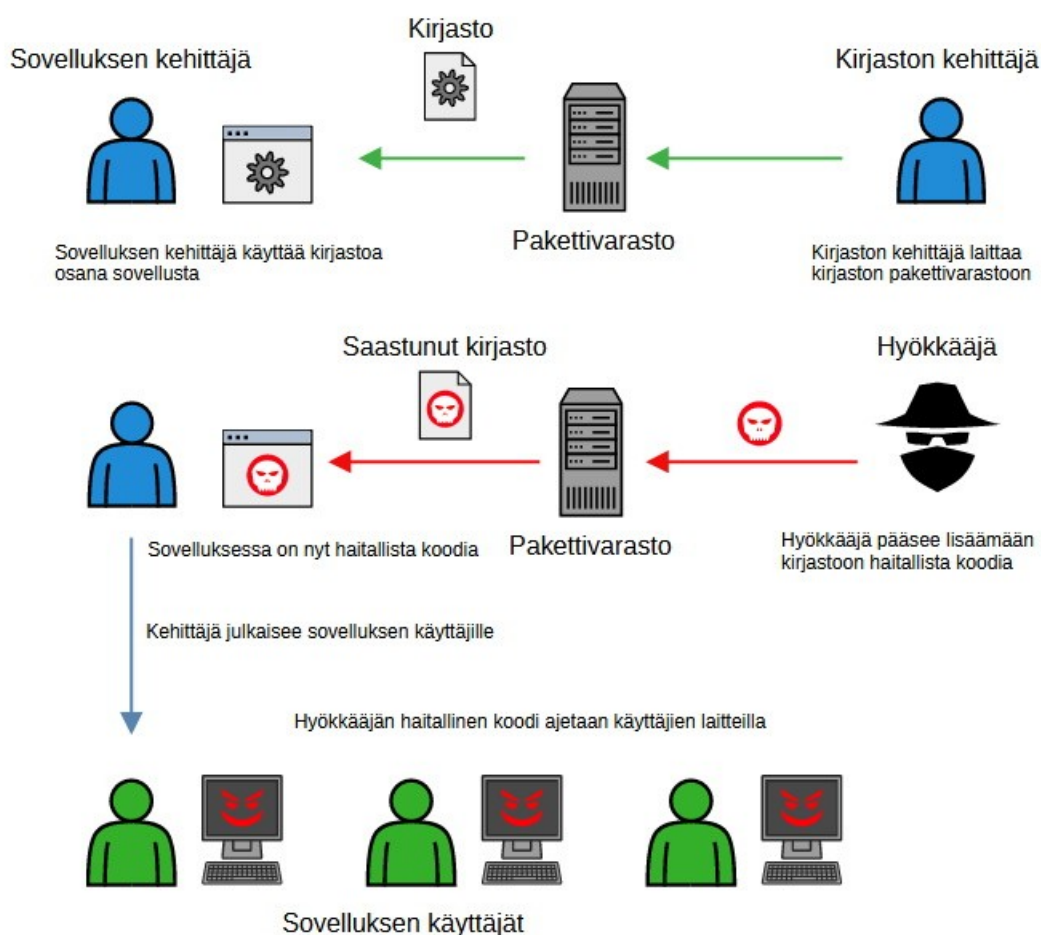 Kirjasto
Sovelluksen kehittäjä
Kirjaston kehittäjä
Pakettivarasto
Sovelluksen kehittäjä käyttää kirjastoa
osana sovellusta
Kirjaston kehittäjä laittaa
kirjaston pakettivarastoon
Saastunut kirjasto
Hyökkääjä
Sovelluksessa on nyt haitallista koodia
Pakettivarasto
Hyökkääjä pääsee lisäämään
kirjastoon haitallista koodia
Kehittäjä julkaisee sovelluksen käyttäjille
Hyökkääjän haitallinen koodi ajetaan käyttäjien laitteilla
Sovelluksen käyttäjät